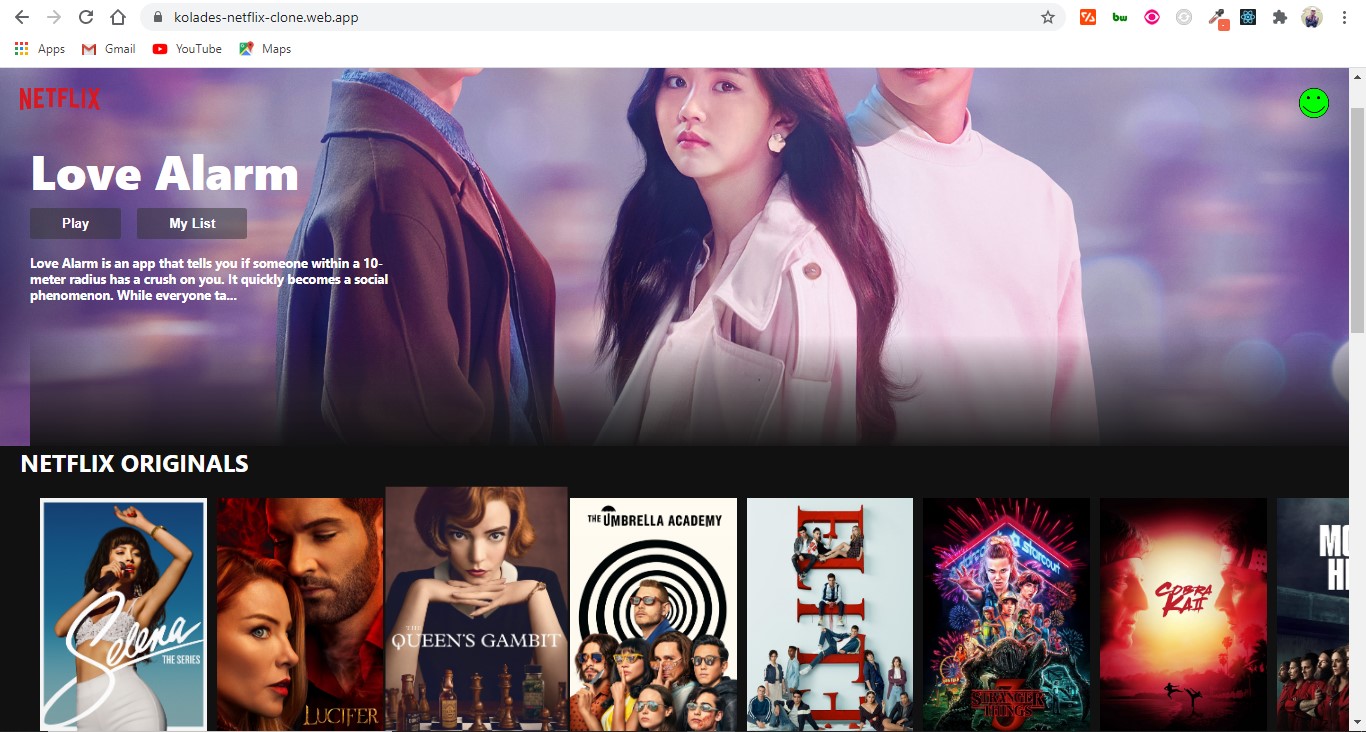 kolades-netflix-clone.web.app
bw
Apps
Gmail
YouTube
Maps
NETFLIX
Love Alarm
Play
My List
Love Alarm is an app that tells you if someone within a 10-
meter radius has a crush on you. It quickly becomes a social
phenomenon. While everyone ta...
NETFLIX ORIGINALS
Selena
THE SERIES
LUCIFER
THE
QUEEN'S GAMBIT
THE UMBRELLA ACADEMY
ELITE
starcourt
STRANGER
THINGS
3
COBRA
KAI